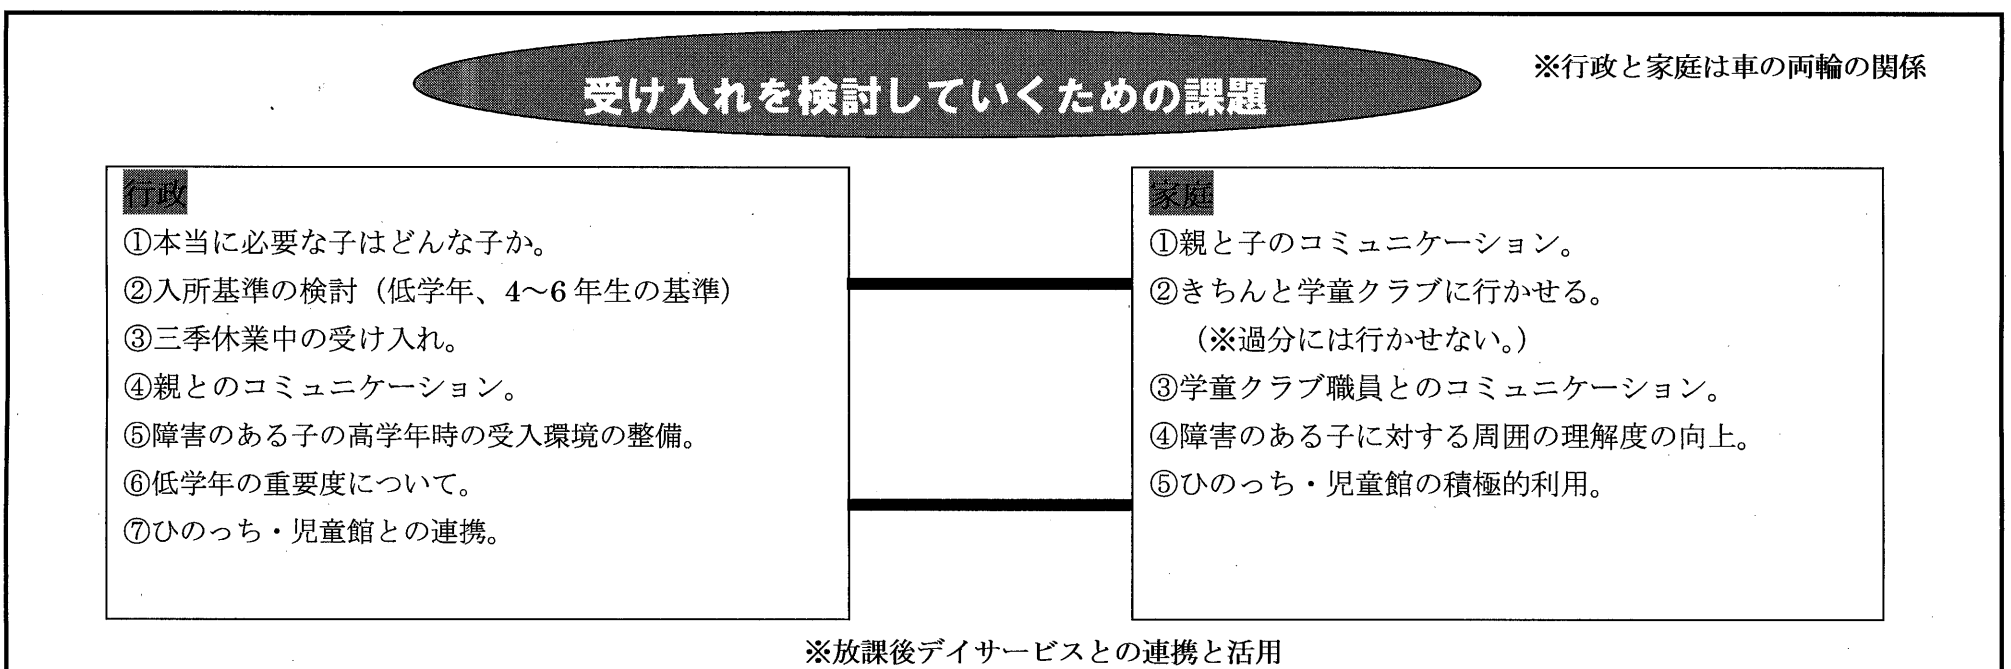 受け入れを検討していくための課題
※行政と家庭は車の両輪の関係
行政
①本当に必要な子はどんな子か。
②入所基準の検討（低学年、4～6年生の基準）
③三季休業中の受け入れ。
④親とのコミュニケーション。
⑤障害のある子の高学年時の受入環境の整備。
⑥低学年の重要度について。
⑦ひのっち・児童館との連携。
家庭
①親と子のコミュニケーション。
②きちんと学童クラブに行かせる。
（※過分には行かせない。）
③学童クラブ職員とのコミュニケーション。
④障害のある子に対する周囲の理解度の向上。
⑤ひのっち・児童館の積極的利用。
※放課後デイサービスとの連携と活用